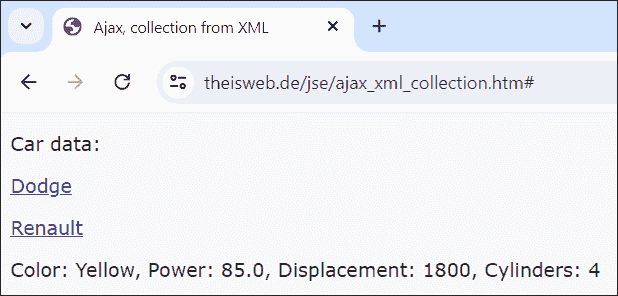 Ajax, collection from XML
theisweb.de/jse/ajax_xml_collection.htm#
Car data:
Dodge
Renault
Color: Yellow, Power: 85.0, Displacement: 1800, Cylinders: 4